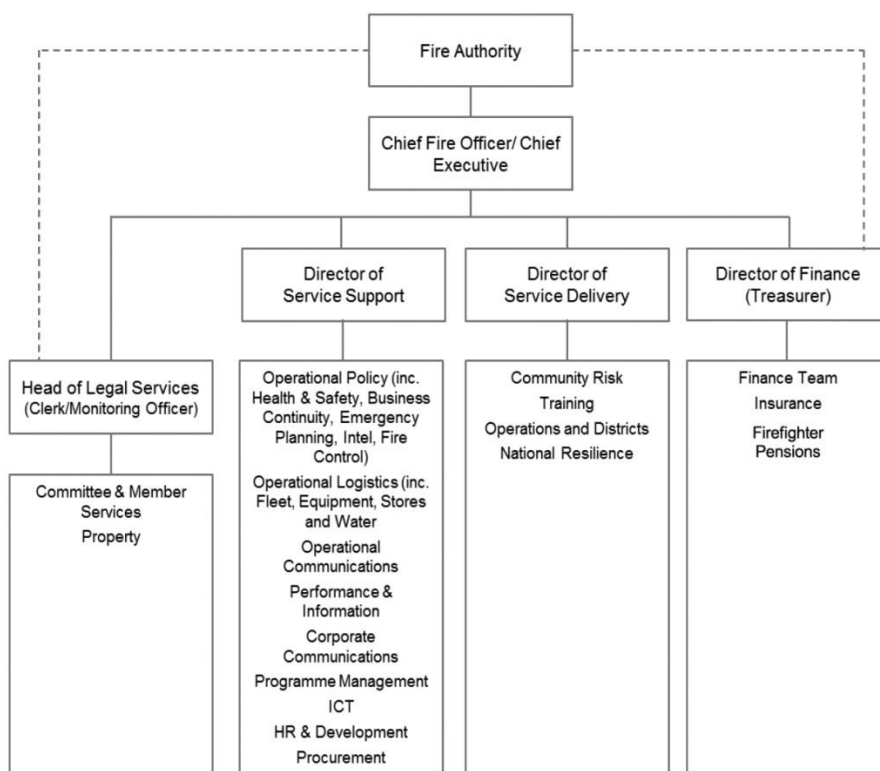 Fire Authority
Chief Fire Officer/ Chief
Executive
Director of
Service Support
Director of
Service Delivery
Director of Finance
(Treasurer)
Head of Legal Services
(Clerk/Monitoring Officer)
Committee & Member
Services
Property
Operational Policy (inc.
Health & Safety, Business
Continuity, Emergency
Planning, Intel, Fire
Control)
Operational Logistics (inc.
Fleet, Equipment, Stores
and Water
Operational
Communications
Performance &
Information
Corporate
Communications
Programme Management
ICT
HR & Development
Procurement
Community Risk
Training
Operations and Districts
National Resilience
Finance Team
Insurance
Firefighter
Pensions